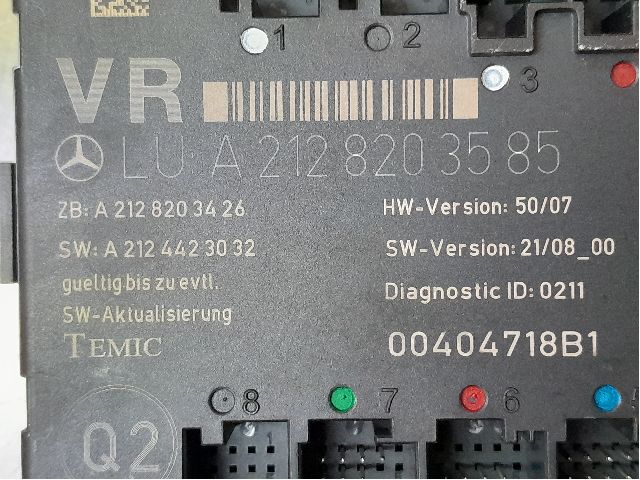 1 2
VR 3
LU: A 212 820 35 85
ZB: A 212 820 34 26 HW-Version: 50/07
SW: A 212 442 30 32 SW-Version: 21/08_00
gueltig bis zu evtl. Diagnostic ID: 0211
SW-Aktualisierung
TEMIC 00404718B1
8 7 6
Q2